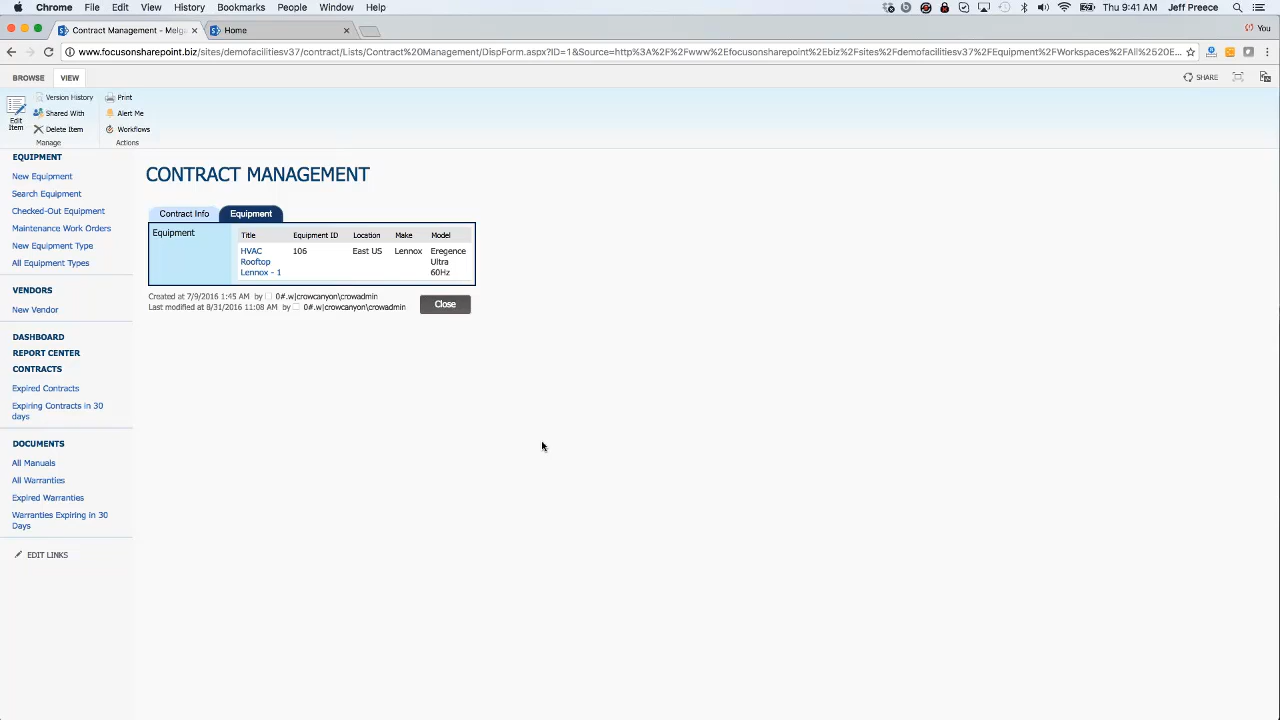 Chrome File Edit View History Bookmarks People Window Help Thu 9:41 AM Jeff Preece
Contract Management - Melga × Home × You
www.focusonsharepoint.biz/sites/demofacilitiesv37/contract/Lists/Contract%20Management/DispForm.aspx?ID=1&Source=http%3A%2F%2Fwww%2Efocusonsharepoint%2Ebiz%2Fsites%2Fdemofacilitiesv37%2FEquipment%2FWorkspaces%2FAll%2520E...
BROWSE VIEW SHARE
Edit Item
Version History
Shared With
Delete Item
Manage
Print
Alert Me
Workflows
Actions
EQUIPMENT
New Equipment
Search Equipment
Checked-Out Equipment
Maintenance Work Orders
New Equipment Type
All Equipment Types
VENDORS
New Vendor
DASHBOARD
REPORT CENTER
CONTRACTS
Expired Contracts
Expiring Contracts in 30
days
DOCUMENTS
All Manuals
All Warranties
Expired Warranties
Warranties Expiring in 30
Days
EDIT LINKS
CONTRACT MANAGEMENT
Contract Info Equipment
Equipment
Title Equipment ID Location Make Model
HVAC 106 East US Lennox Eregence
Rooftop Ultra
Lennox - 1 60Hz
Created at 7/9/2016 1:45 AM by 0#.w|crowcanyon\crowadmin
Last modified at 8/31/2016 11:08 AM by 0#.w|crowcanyon\crowadmin
Close